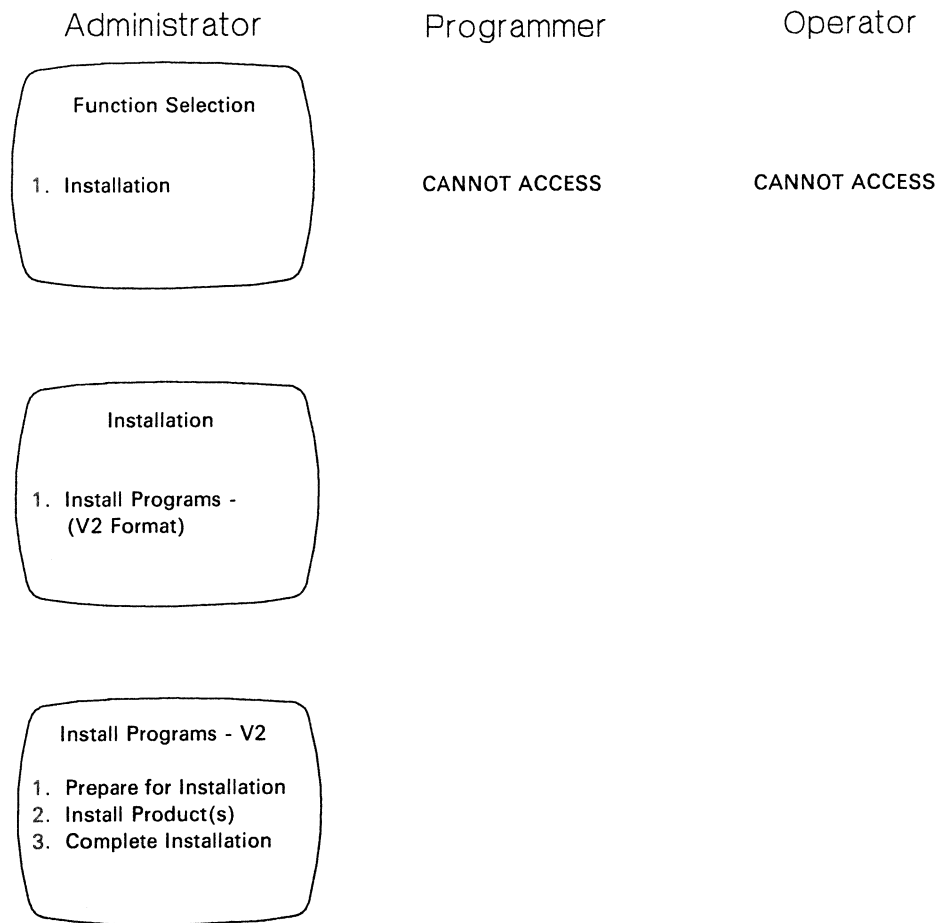 Administrator
Programmer
Operator
Function Selection
1. Installation
CANNOT ACCESS
CANNOT ACCESS
Installation
1. Install Programs -
(V2 Format)
Install Programs - V2
1. Prepare for Installation
2. Install Product(s)
3. Complete Installation